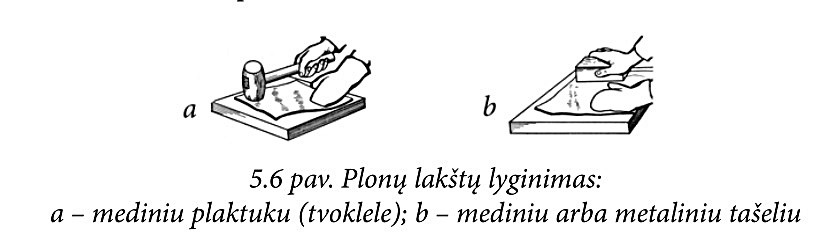 a
b
5.6 pav. Plonų lakštų lyginimas:
a – mediniu plaktuku (tvoklele); b – mediniu arba metaliniu tašeliu